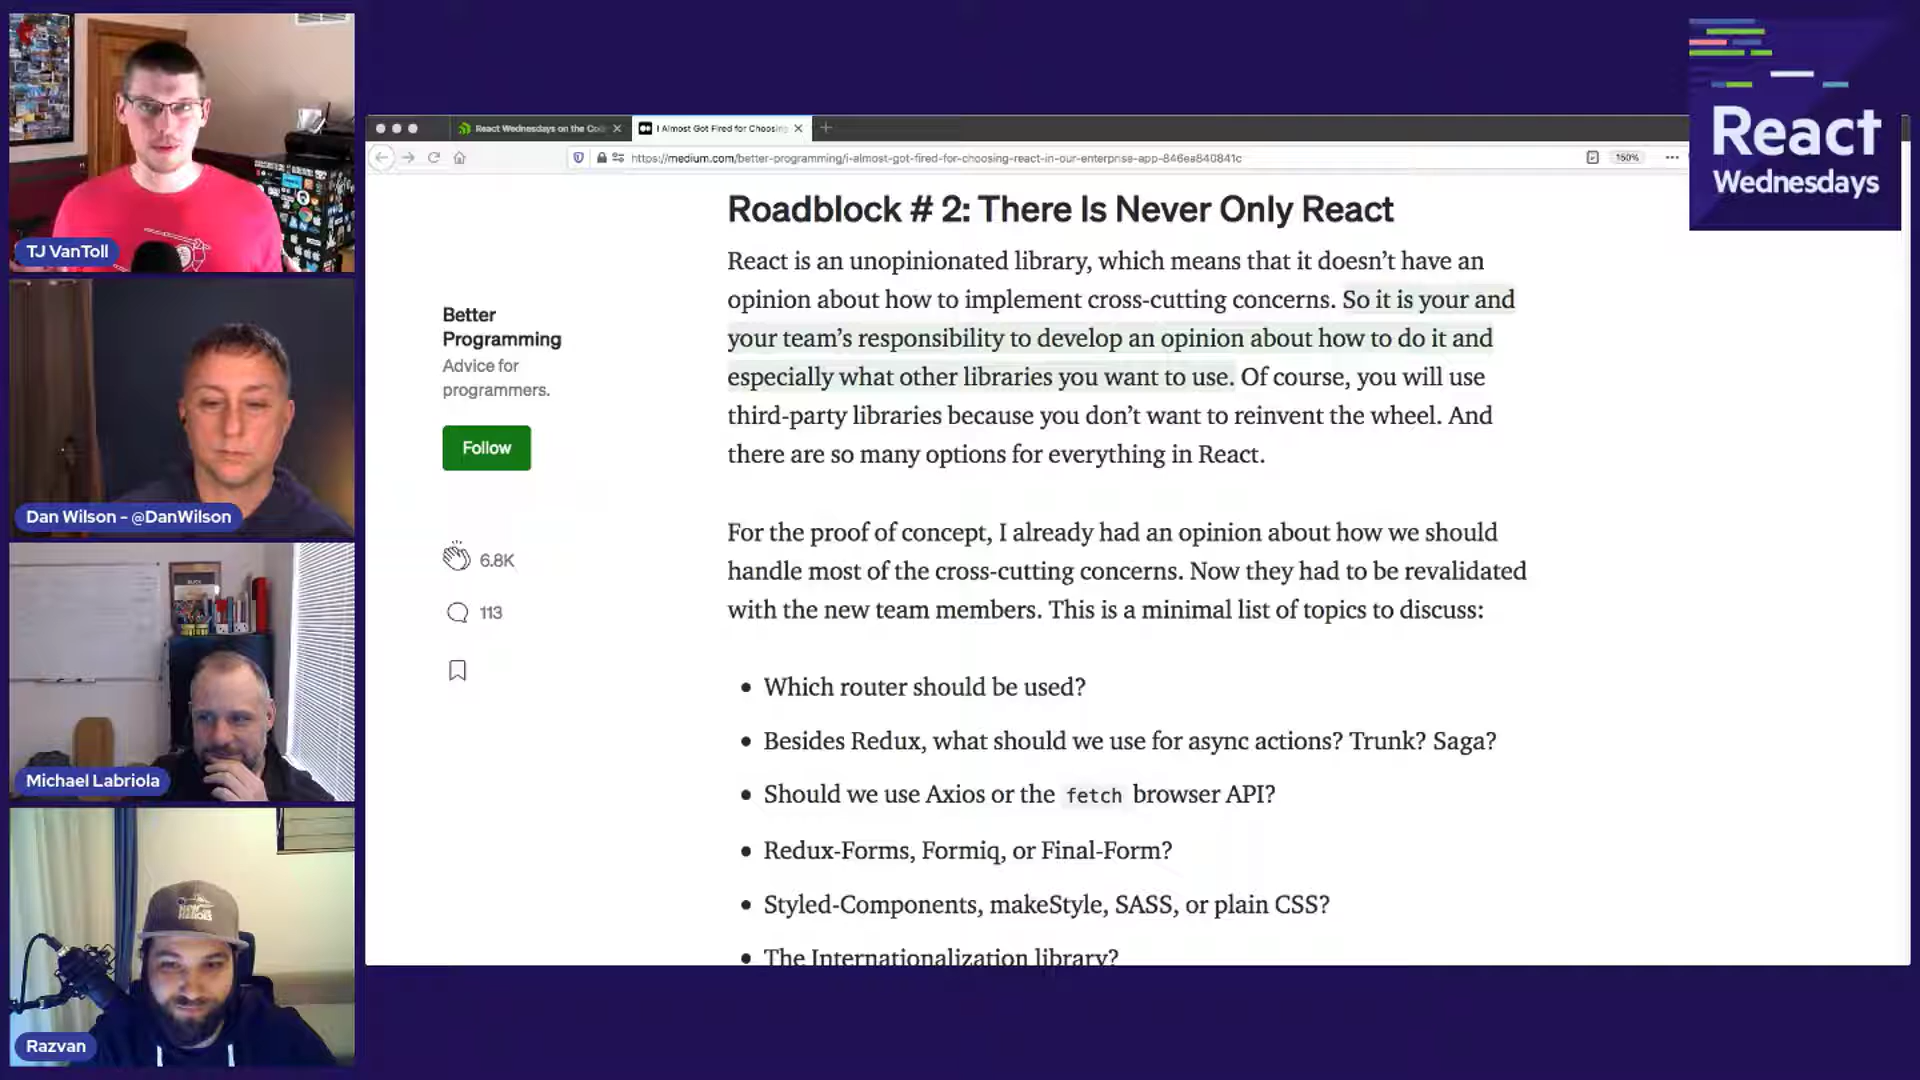 TJ VanToll
Dan Wilson - @DanWilson
Michael Labriola
Razvan
React Wednesdays on the Co
I Almost Got Fired for Choosing
https://medium.com/better-programming/i-almost-got-fired-for-choosing-react-in-our-enterprise-app-846ea840841c
150%
React
Wednesdays
Better
Programming
Advice for
programmers.
Follow
6.8K
113
Roadblock # 2: There Is Never Only React
React is an unopinionated library, which means that it doesn’t have an
opinion about how to implement cross-cutting concerns. So it is your and
your team’s responsibility to develop an opinion about how to do it and
especially what other libraries you want to use. Of course, you will use
third-party libraries because you don’t want to reinvent the wheel. And
there are so many options for everything in React.
For the proof of concept, I already had an opinion about how we should
handle most of the cross-cutting concerns. Now they had to be revalidated
with the new team members. This is a minimal list of topics to discuss:
• Which router should be used?
• Besides Redux, what should we use for async actions? Trunk? Saga?
• Should we use Axios or the fetch browser API?
• Redux-Forms, Formiq, or Final-Form?
• Styled-Components, makeStyle, SASS, or plain CSS?
• The Internationalization library?